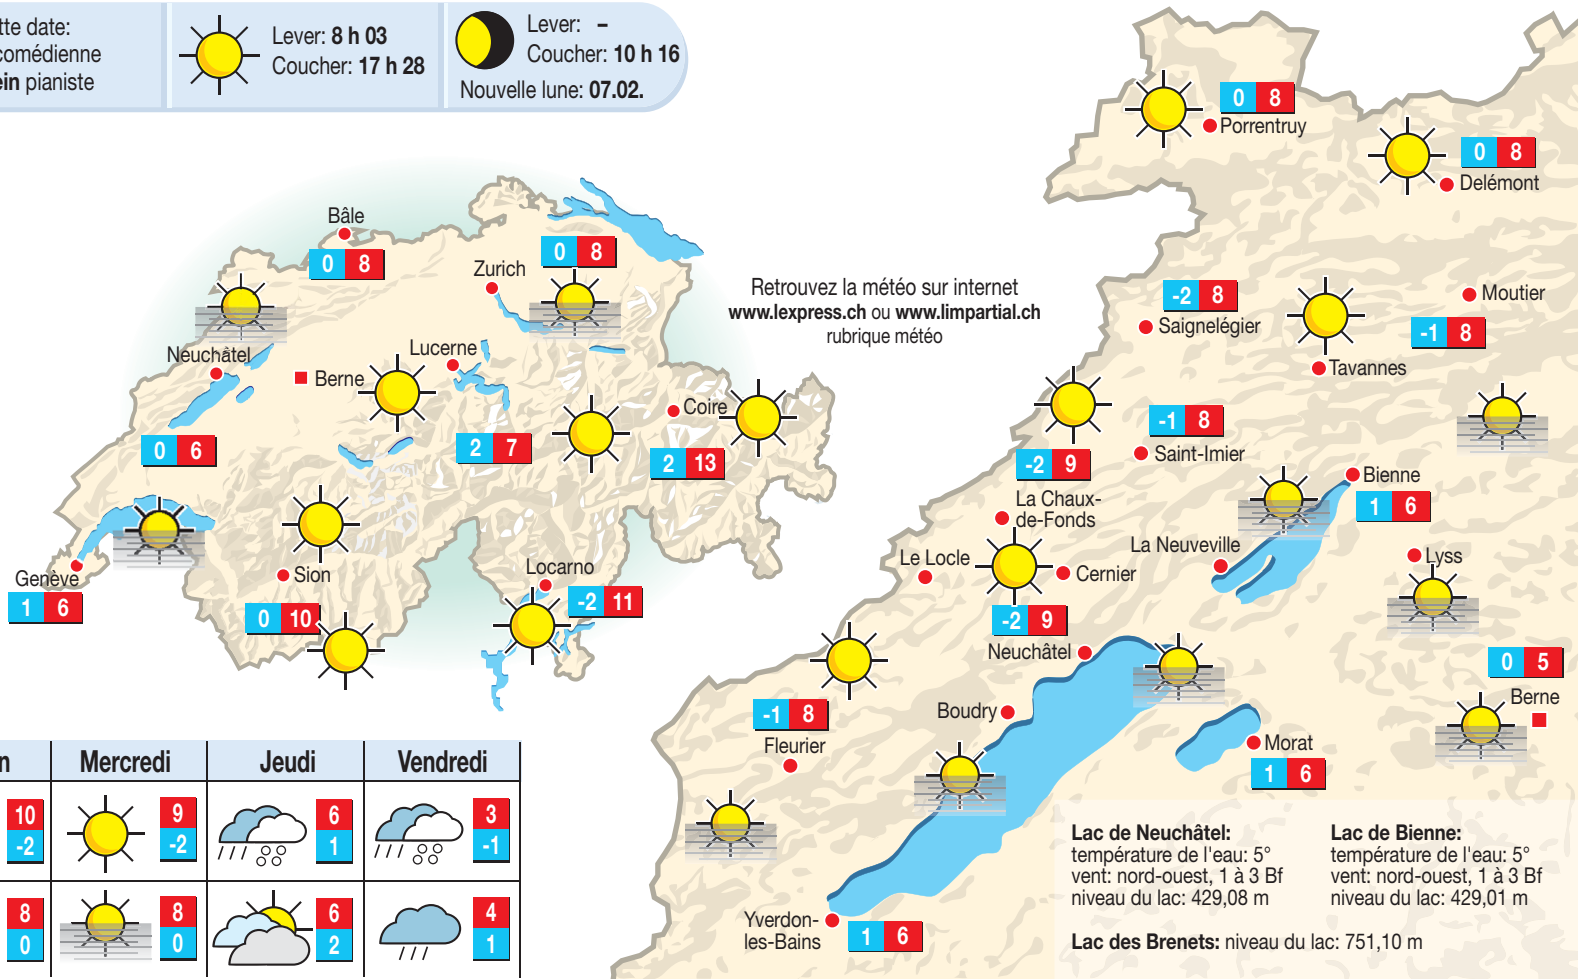 tte date:
comédienne
ein pianiste
Lever: 8 h 03
Coucher: 17 h 28
Lever: –
Coucher: 10 h 16
Nouvelle lune: 07.02.
Bâle
0 8
Zurich
0 8
Neuchâtel
0 6
Berne
Lucerne
2 7
Coire
2 13
Genève
1 6
Sion
0 10
Locarno
-2 11
Retrouvez la météo sur internet
www.lexpress.ch ou www.limpartial.ch
rubrique météo
0 8
Porrentruy
0 8
Delémont
-2 8
Saignelégier
Moutier
-1 8
Tavannes
-1 8
Saint-Imier
-2 9
La Chaux-
de-Fonds
Bienne
1 6
La Neuveville
Lyss
Le Locle
Cernier
-2 9
Neuchâtel
0 5
Berne
Boudry
-1 8
Fleurier
Morat
1 6
Yverdon-
les-Bains
1 6
n
Mercredi
Jeudi
Vendredi
10
-2
9
-2
6
1
3
-1
8
0
8
0
6
2
4
1
Lac de Neuchâtel:
température de l'eau: 5°
vent: nord-ouest, 1 à 3 Bf
niveau du lac: 429,08 m
Lac de Bienne:
température de l'eau: 5°
vent: nord-ouest, 1 à 3 Bf
niveau du lac: 429,01 m
Lac des Brenets: niveau du lac: 751,10 m